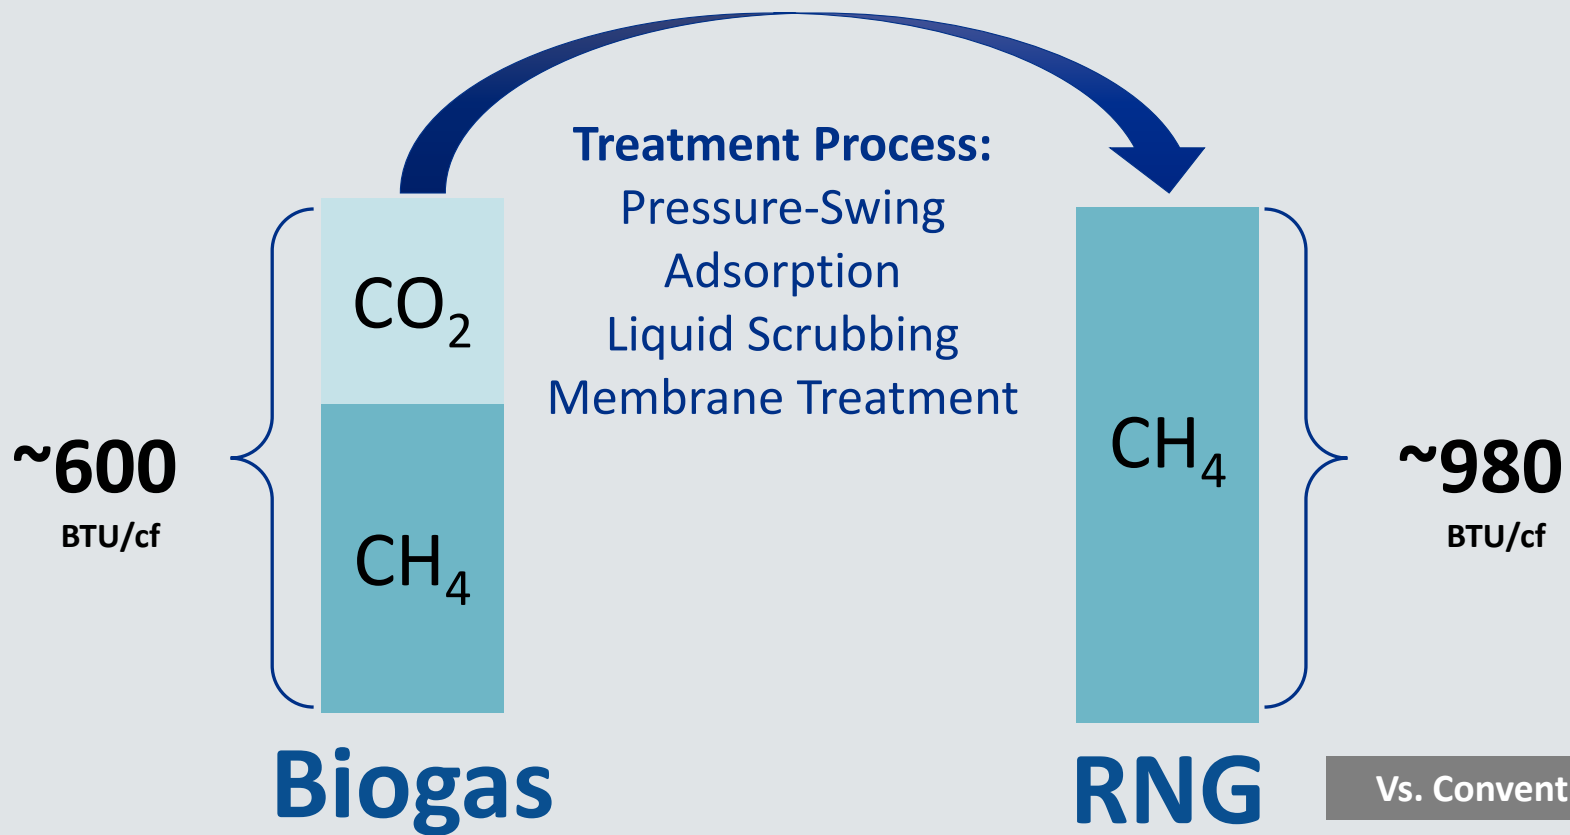 Treatment Process:
Pressure-Swing
Adsorption
Liquid Scrubbing
Membrane Treatment
CO₂
CH₄
~600
BTU/cf
Biogas
CH₄
~980
BTU/cf
RNG
Vs. Convent